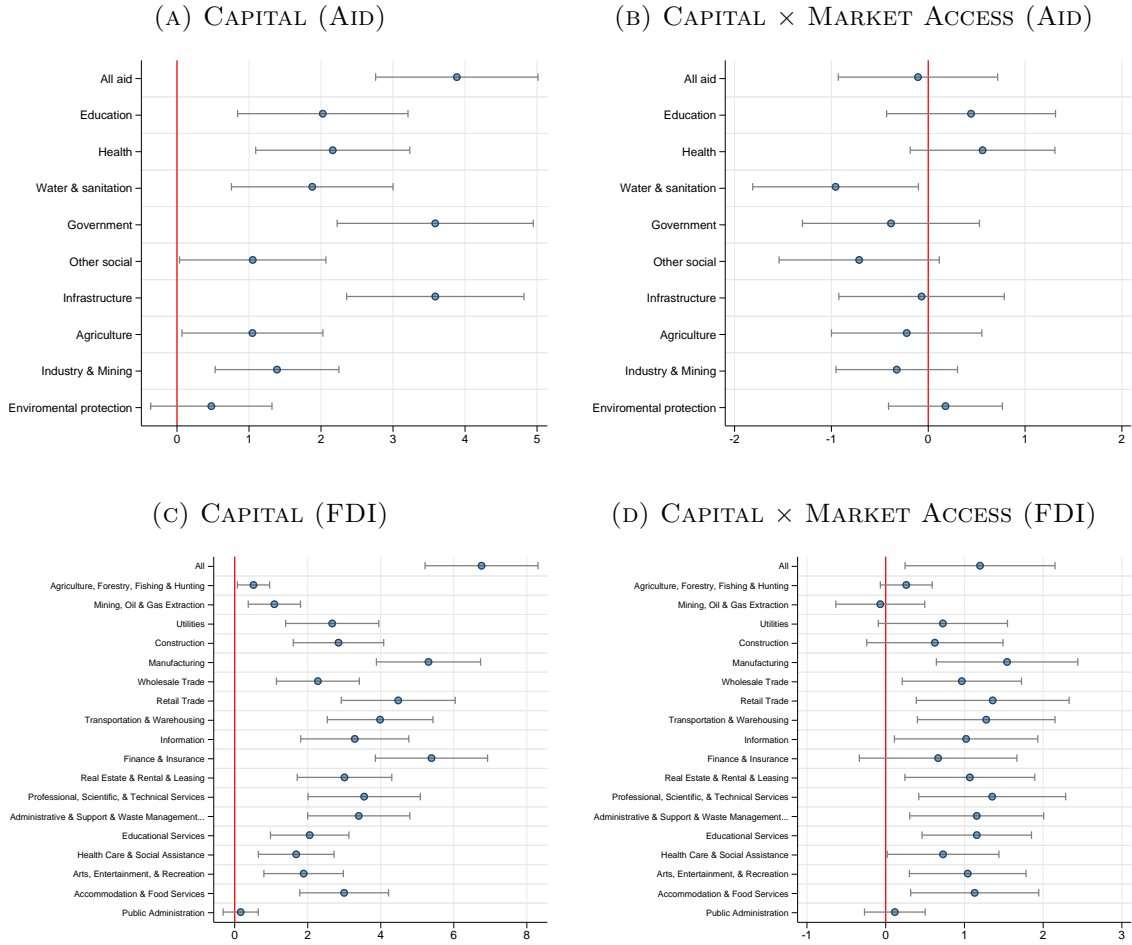 (A) CAPITAL (AID)
All aid
Education
Health
Water & sanitation
Government
Other social
Infrastructure
Agriculture
Industry & Mining
Enviromental protection
0 1 2 3 4 5
(B) CAPITAL × MARKET ACCESS (AID)
All aid
Education
Health
Water & sanitation
Government
Other social
Infrastructure
Agriculture
Industry & Mining
Enviromental protection
-2 -1 0 1 2
(C) CAPITAL (FDI)
All
Agriculture, Forestry, Fishing & Hunting
Mining, Oil & Gas Extraction
Utilities
Construction
Manufacturing
Wholesale Trade
Retail Trade
Transportation & Warehousing
Information
Finance & Insurance
Real Estate & Rental & Leasing
Professional, Scientific, & Technical Services
Administrative & Support & Waste Management...
Educational Services
Health Care & Social Assistance
Arts, Entertainment, & Recreation
Accommodation & Food Services
Public Administration
0 2 4 6 8
(D) CAPITAL × MARKET ACCESS (FDI)
All
Agriculture, Forestry, Fishing & Hunting
Mining, Oil & Gas Extraction
Utilities
Construction
Manufacturing
Wholesale Trade
Retail Trade
Transportation & Warehousing
Information
Finance & Insurance
Real Estate & Rental & Leasing
Professional, Scientific, & Technical Services
Administrative & Support & Waste Management...
Educational Services
Health Care & Social Assistance
Arts, Entertainment, & Recreation
Accommodation & Food Services
Public Administration
-1 0 1 2 3